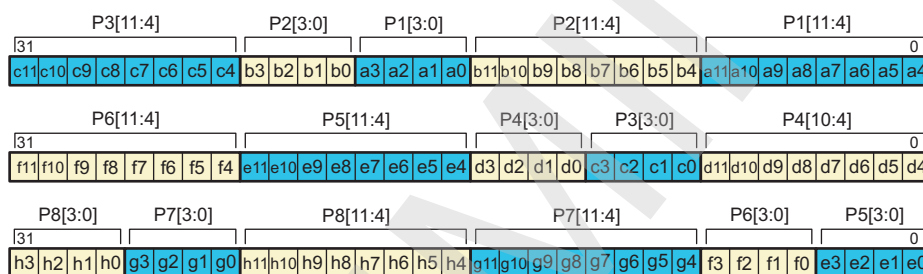 P3[11:4] P2[3:0] P1[3:0] P2[11:4] P1[11:4]
31 0
c11 c10 c9 c8 c7 c6 c5 c4 b3 b2 b1 b0 a3 a2 a1 a0 b11 b10 b9 b8 b7 b6 b5 b4 a11 a10 a9 a8 a7 a6 a5 a4
P6[11:4] P5[11:4] P4[3:0] P3[3:0] P4[10:4]
31 0
f11 f10 f9 f8 f7 f6 f5 f4 e11 e10 e9 e8 e7 e6 e5 e4 d3 d2 d1 d0 c3 c2 c1 c0 d11 d10 d9 d8 d7 d6 d5 d4
P8[3:0] P7[3:0] P8[11:4] P7[11:4] P6[3:0] P5[3:0]
31 0
h3 h2 h1 h0 g3 g2 g1 g0 h11 h10 h9 h8 h7 h6 h5 h4 g11 g10 g9 g8 g7 g6 g5 g4 f3 f2 f1 f0 e3 e2 e1